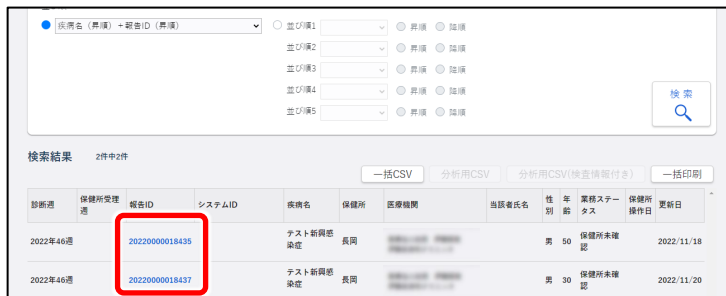 疾病名（昇順）＋報告ID（昇順）
並び順1 昇順 降順
並び順2 昇順 降順
並び順3 昇順 降順
並び順4 昇順 降順
並び順5 昇順 降順
検索
検索結果 2件中2件
一括CSV 分析用CSV 分析用CSV(検査情報付き) 一括印刷
診断週 保健所受理週 報告ID システムID 疾病名 保健所 医療機関 当該者氏名 性別 年齢 業務ステータス 保健所操作日 更新日
2022年46週 20220000018435 テスト新興感染症 長岡 男 50 保健所未確認 2022/11/18
2022年46週 20220000018437 テスト新興感染症 長岡 男 30 保健所未確認 2022/11/20